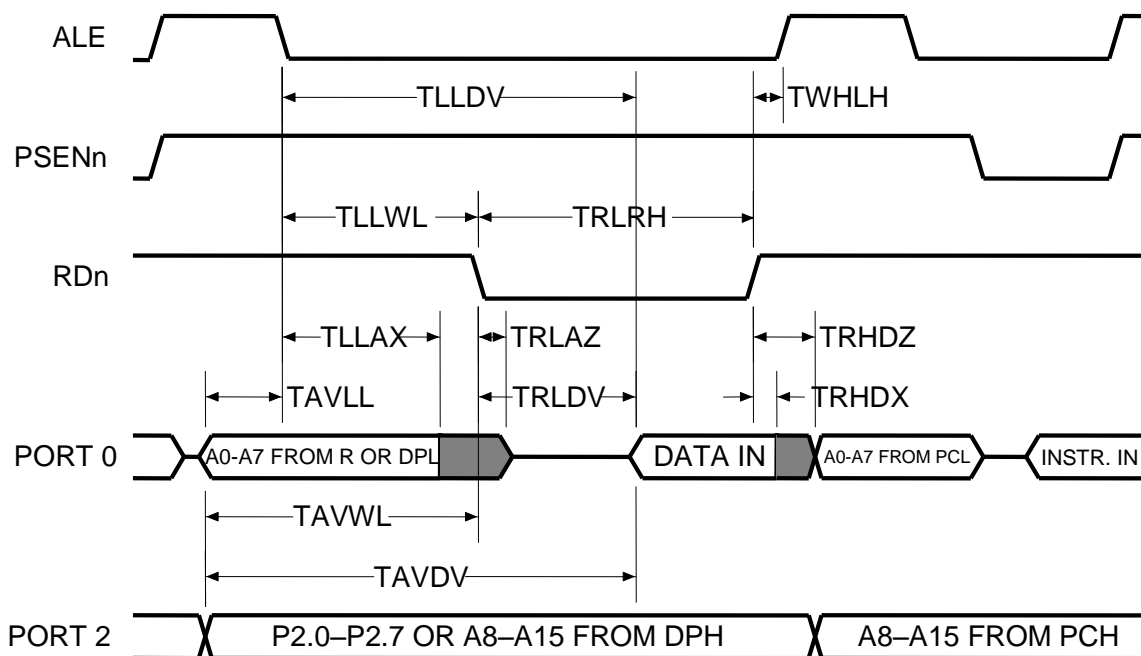 ALE
TLLDV
TWHLH
PSENn
TLLWL
TRLRH
RDn
TLLAX
TRLAZ
TRHDZ
TAVLL
TRLDV
TRHDX
PORT 0
A0-A7 FROM R OR DPL
DATA IN
A0-A7 FROM PCL
INSTR. IN
TAVWL
TAVDV
PORT 2
P2.0–P2.7 OR A8–A15 FROM DPH
A8–A15 FROM PCH